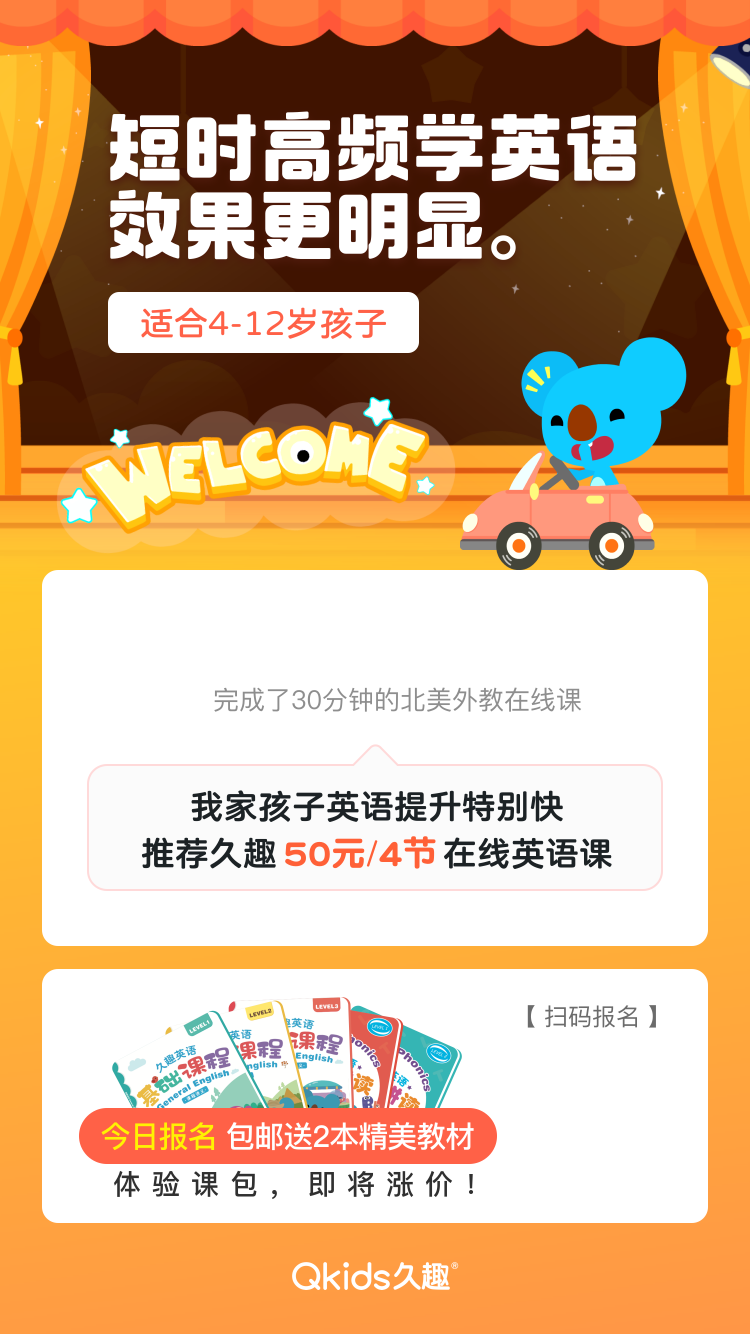 短时高频学英语
效果更明显。
适合4-12岁孩子
WELCOME
完成了30分钟的北美外教在线课
我家孩子英语提升特别快
推荐久趣 50元/4节 在线英语课
【 扫码报名 】
LEVEL1
久趣英语
基础课程
General English
LEVEL2
英语
课程
LEVEL3
趣英语
课程
English
phonics
phonics
今日报名 包邮送2本精美教材
体验课包，即将涨价！
Qkids久趣®